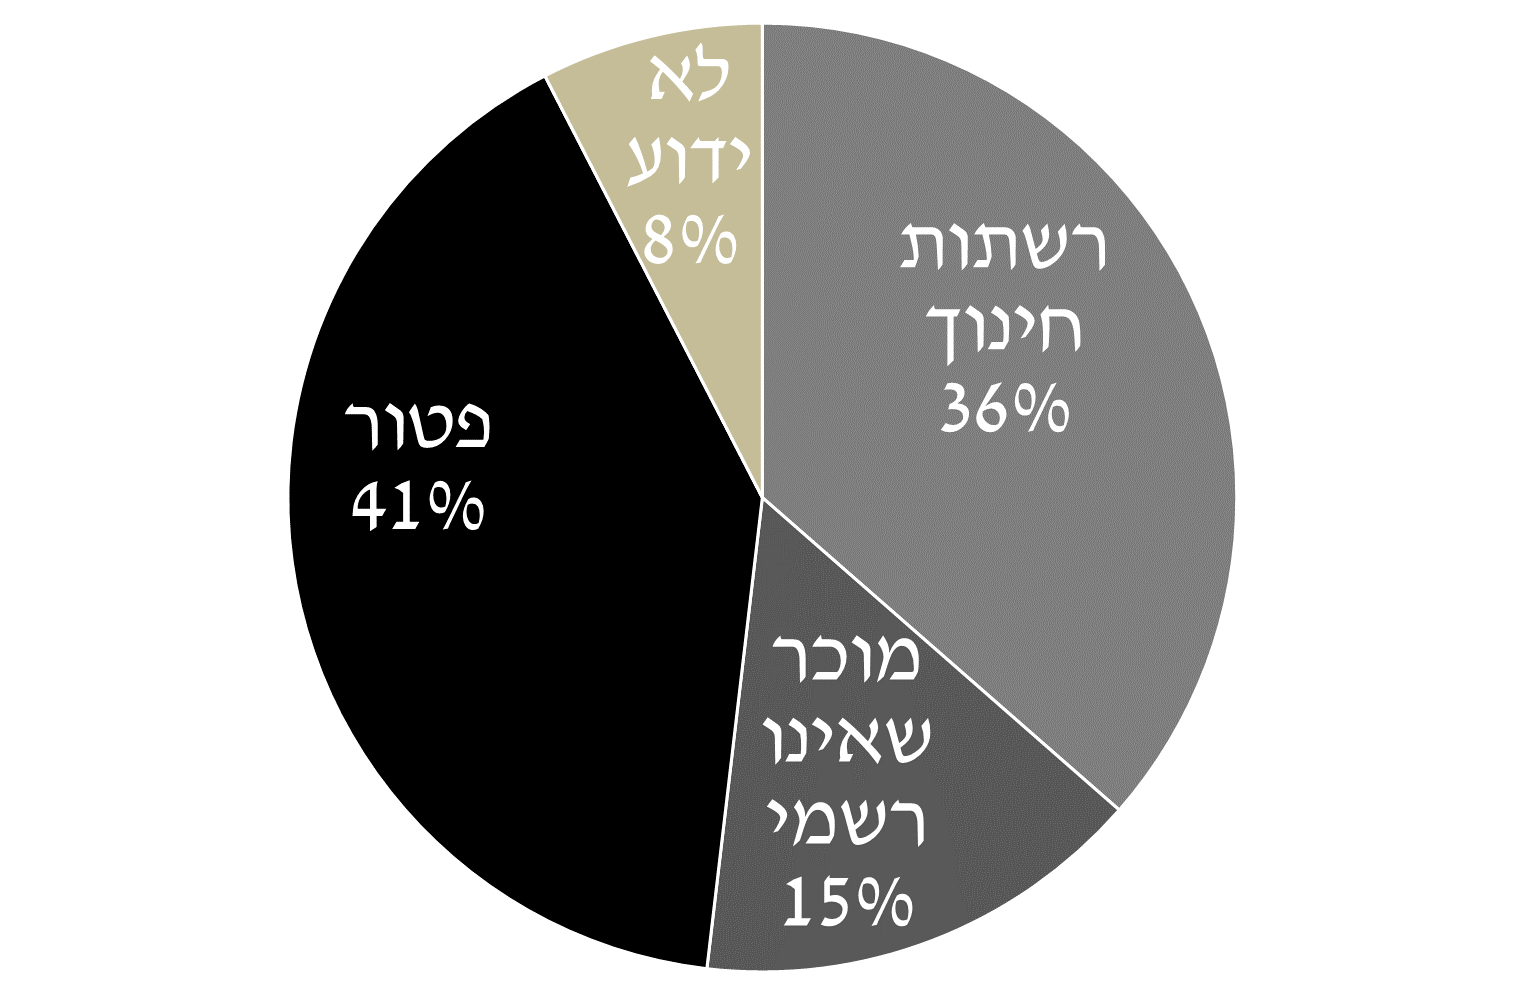 לא
ידוע
8%
רשתות
חינוך
36%
פטור
41%
מוכר
שאינו
רשמי
15%